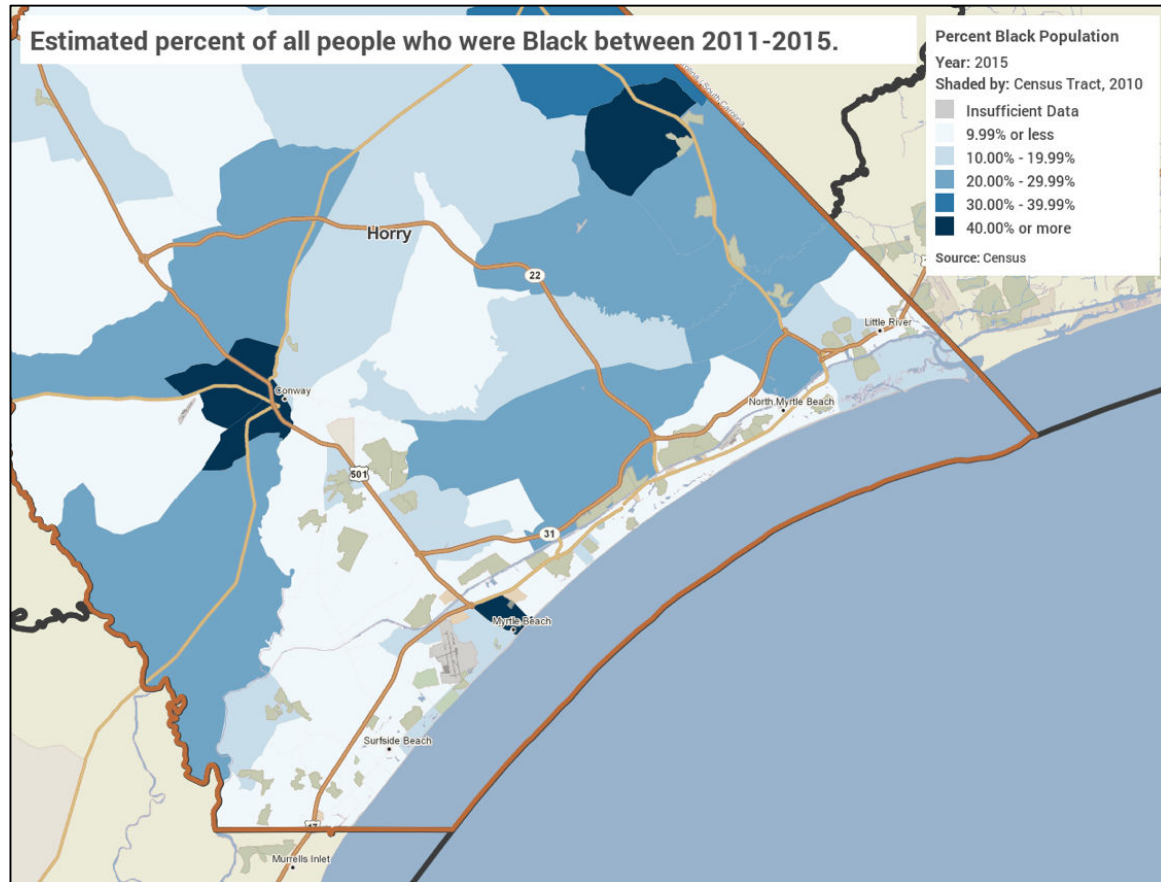 Estimated percent of all people who were Black between 2011-2015.
Percent Black Population
Year: 2015
Shaded by: Census Tract, 2010
Insufficient Data
9.99% or less
10.00% - 19.99%
20.00% - 29.99%
30.00% - 39.99%
40.00% or more
Source: Census
South Carolina
Horry
22
Little River
Conway
North Myrtle Beach
501
31
Myrtle Beach
Surfside Beach
17
Murrells Inlet